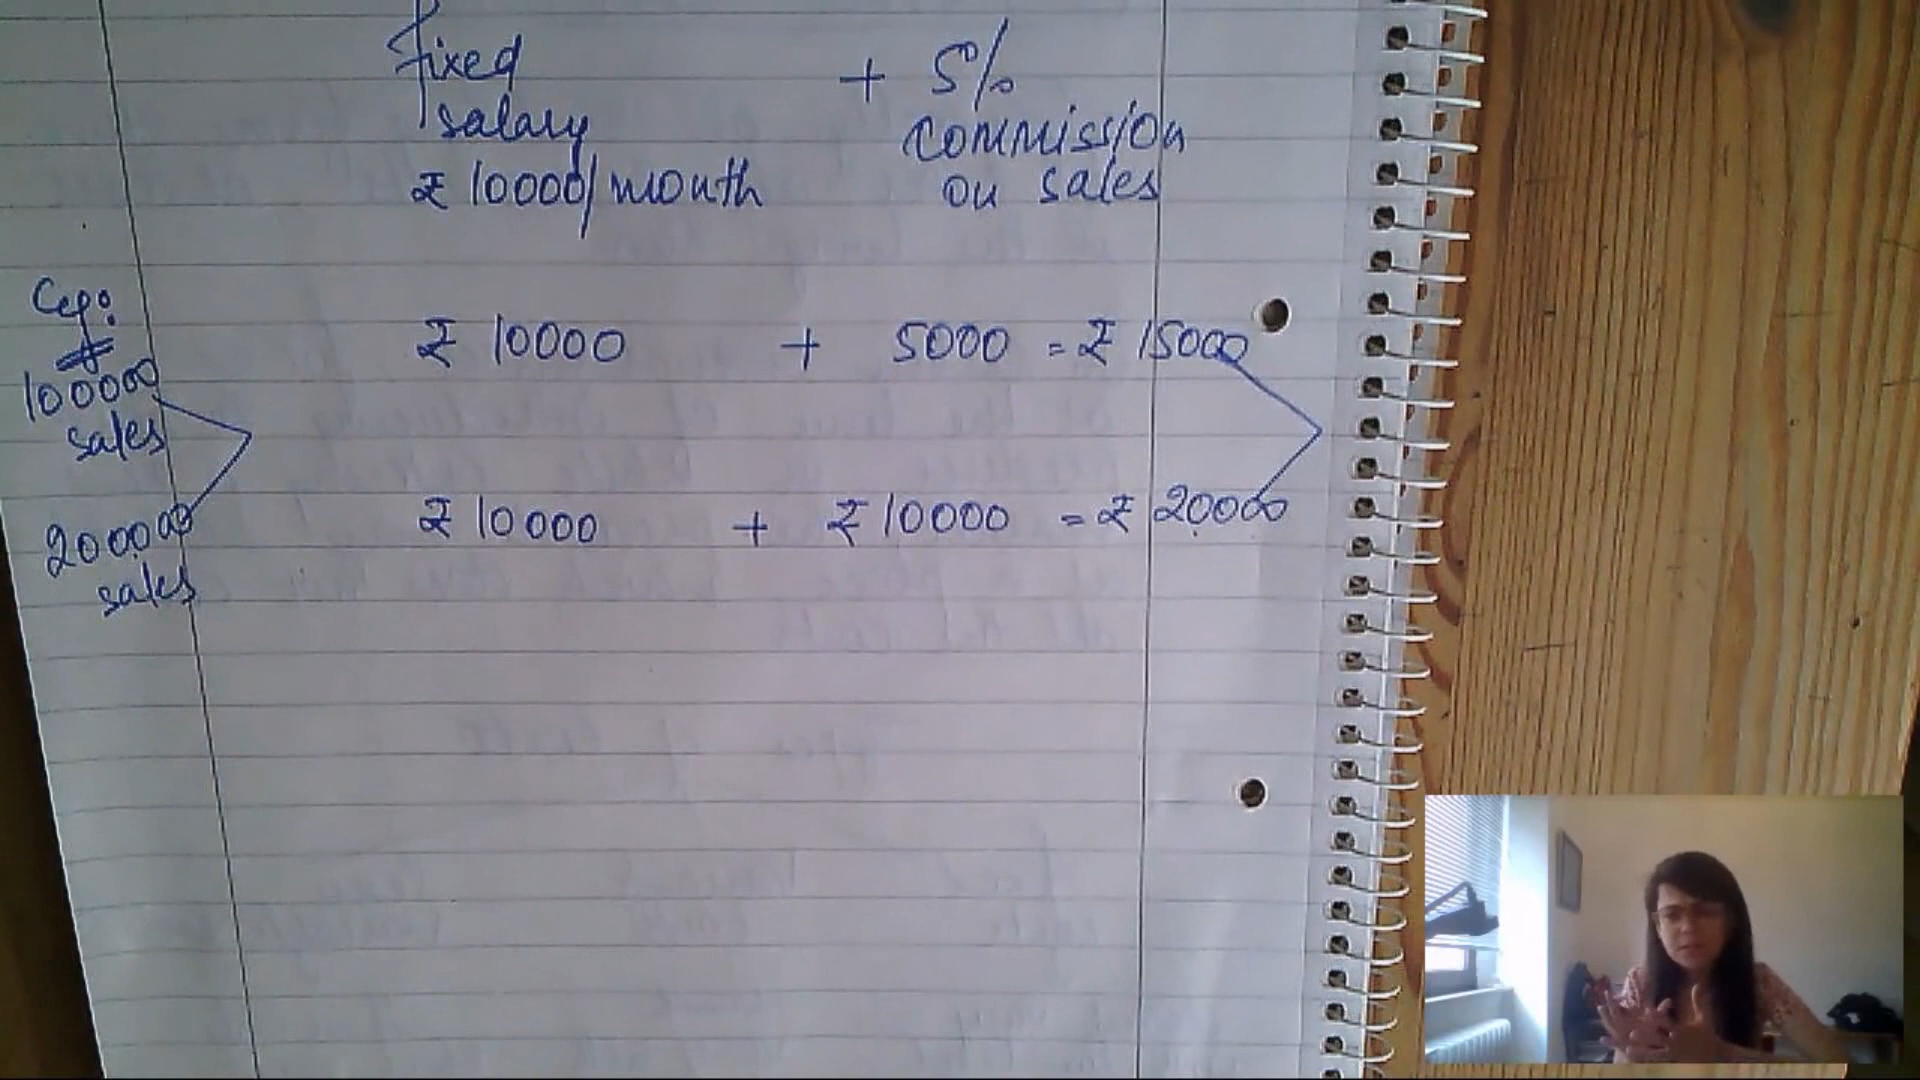 fixed + 5%
salary commission
₹ 10000/month on sales
eg:
₹ 10000 + 5000 = ₹ 15000
100000
sales
₹ 10000 + ₹ 10000 = ₹ 20000
200000
sales